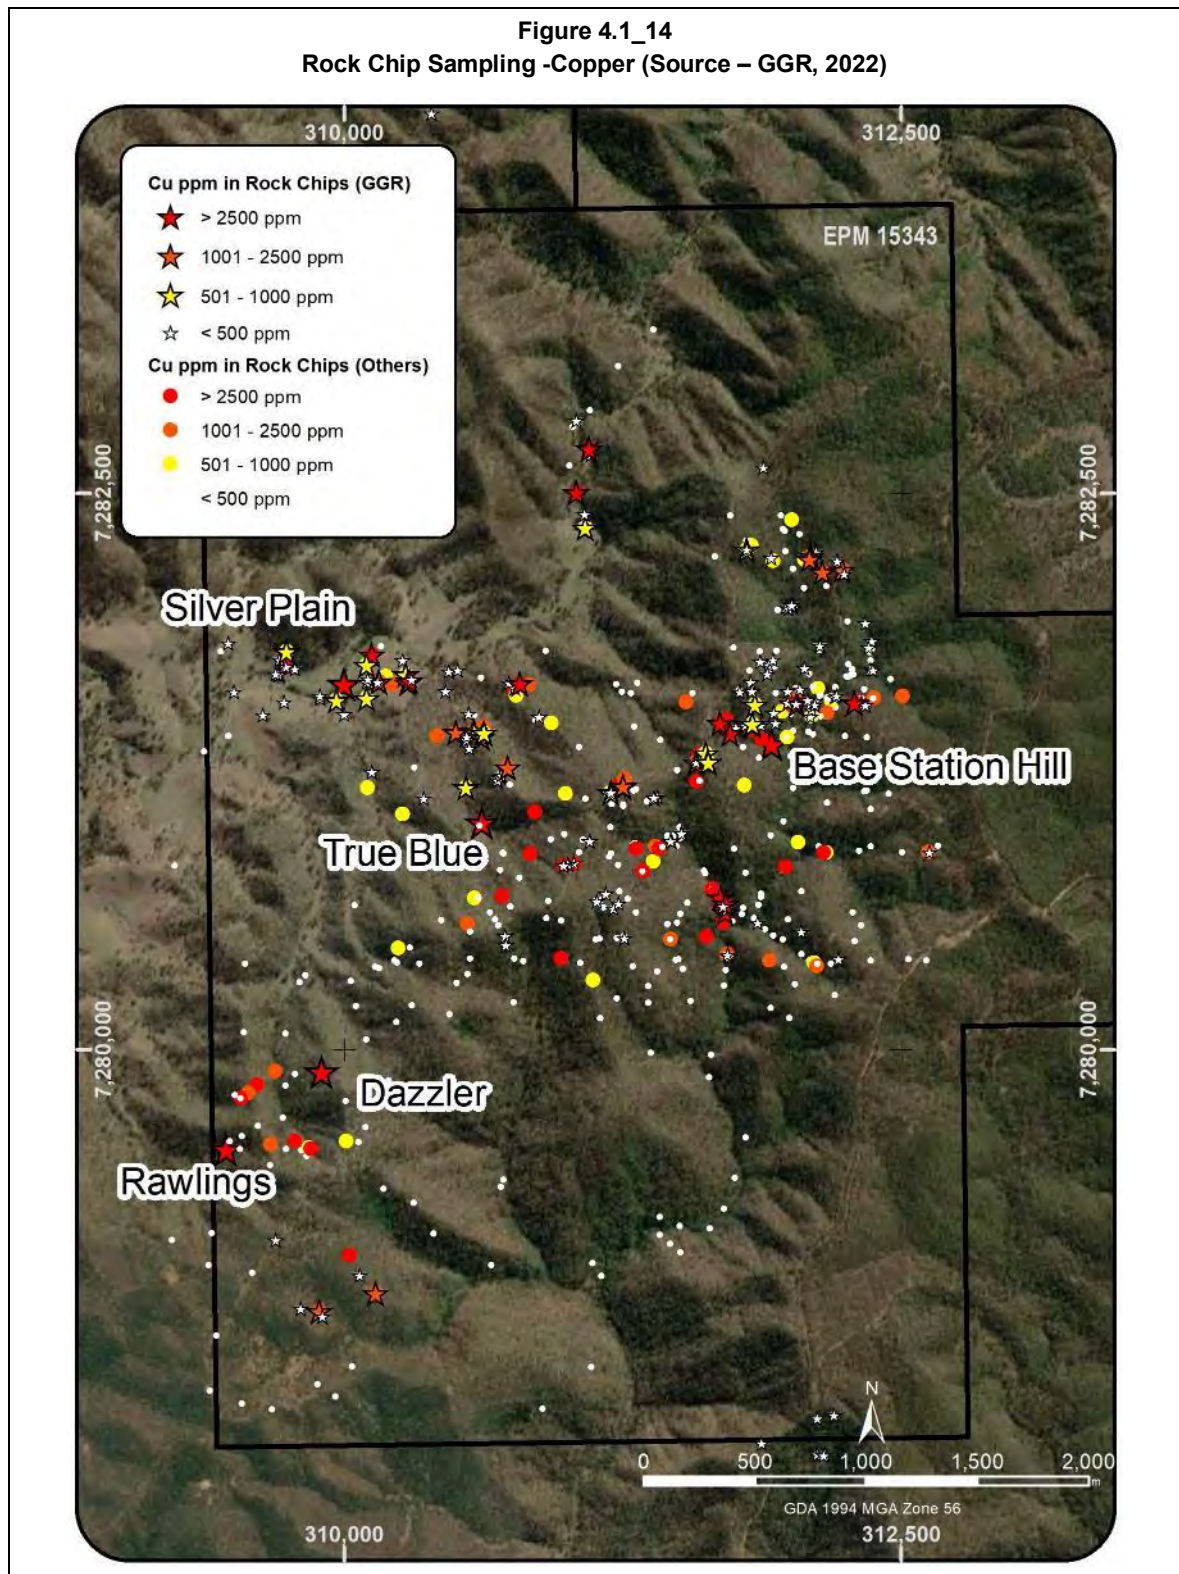 Figure 4.1_14
Rock Chip Sampling -Copper (Source – GGR, 2022)
310,000
312,500
Cu ppm in Rock Chips (GGR)
> 2500 ppm
1001 - 2500 ppm
501 - 1000 ppm
< 500 ppm
Cu ppm in Rock Chips (Others)
> 2500 ppm
1001 - 2500 ppm
501 - 1000 ppm
< 500 ppm
EPM 15343
7,282,500
7,282,500
Silver Plain
Base Station Hill
True Blue
7,280,000
7,280,000
Dazzler
Rawlings
N
0 500 1,000 1,500 2,000
m
GDA 1994 MGA Zone 56
310,000
312,500